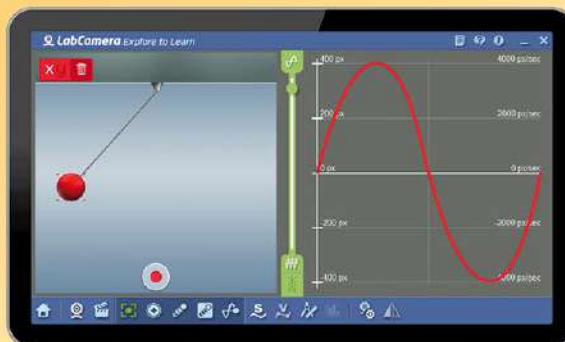 LabCamera Explore to Learn
X
400 px
4000 px/sec
200 px
2000 px/sec
0 px
0 px/sec
-200 px
-2000 px/sec
-400 px
S
V